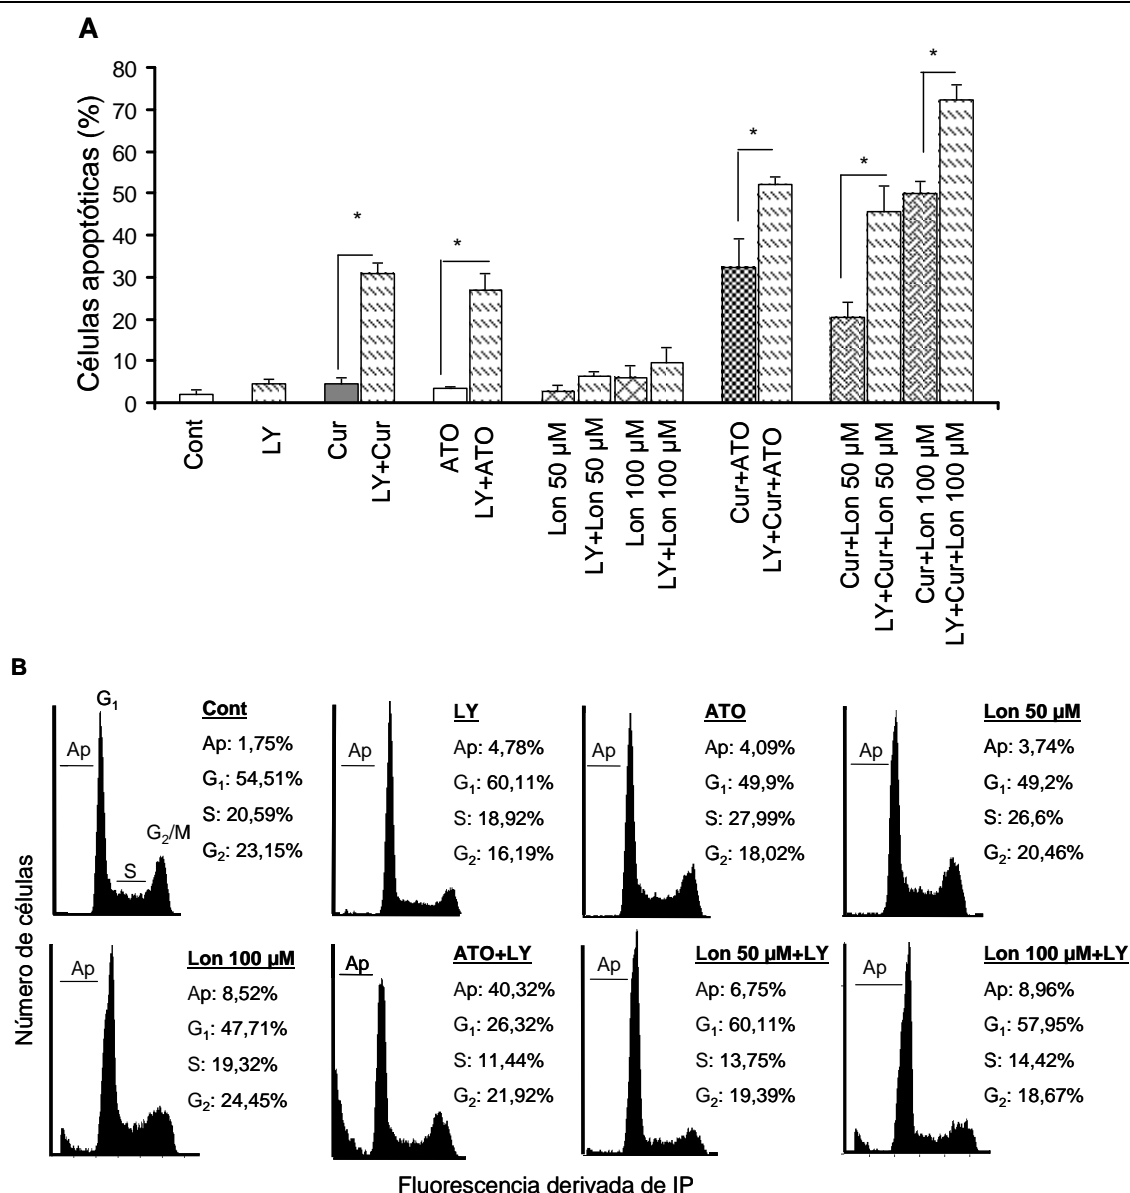 A
Células apoptóticas (%)
80
70
60
50
40
30
20
10
0
*
*
*
*
*
Cont
LY
Cur
LY+Cur
ATO
LY+ATO
Lon 50 µM
LY+Lon 50 µM
Lon 100 µM
LY+Lon 100 µM
Cur+ATO
LY+Cur+ATO
Cur+Lon 50 µM
LY+Cur+Lon 50 µM
Cur+Lon 100 µM
LY+Cur+Lon 100 µM
B
Número de células
G1
Ap
S
G2/M
Cont
Ap: 1,75%
G1: 54,51%
S: 20,59%
G2: 23,15%
Ap
LY
Ap: 4,78%
G1: 60,11%
S: 18,92%
G2: 16,19%
Ap
ATO
Ap: 4,09%
G1: 49,9%
S: 27,99%
G2: 18,02%
Ap
Lon 50 µM
Ap: 3,74%
G1: 49,2%
S: 26,6%
G2: 20,46%
Ap
Lon 100 µM
Ap: 8,52%
G1: 47,71%
S: 19,32%
G2: 24,45%
Ap
ATO+LY
Ap: 40,32%
G1: 26,32%
S: 11,44%
G2: 21,92%
Ap
Lon 50 µM+LY
Ap: 6,75%
G1: 60,11%
S: 13,75%
G2: 19,39%
Ap
Lon 100 µM+LY
Ap: 8,96%
G1: 57,95%
S: 14,42%
G2: 18,67%
Fluorescencia derivada de IP